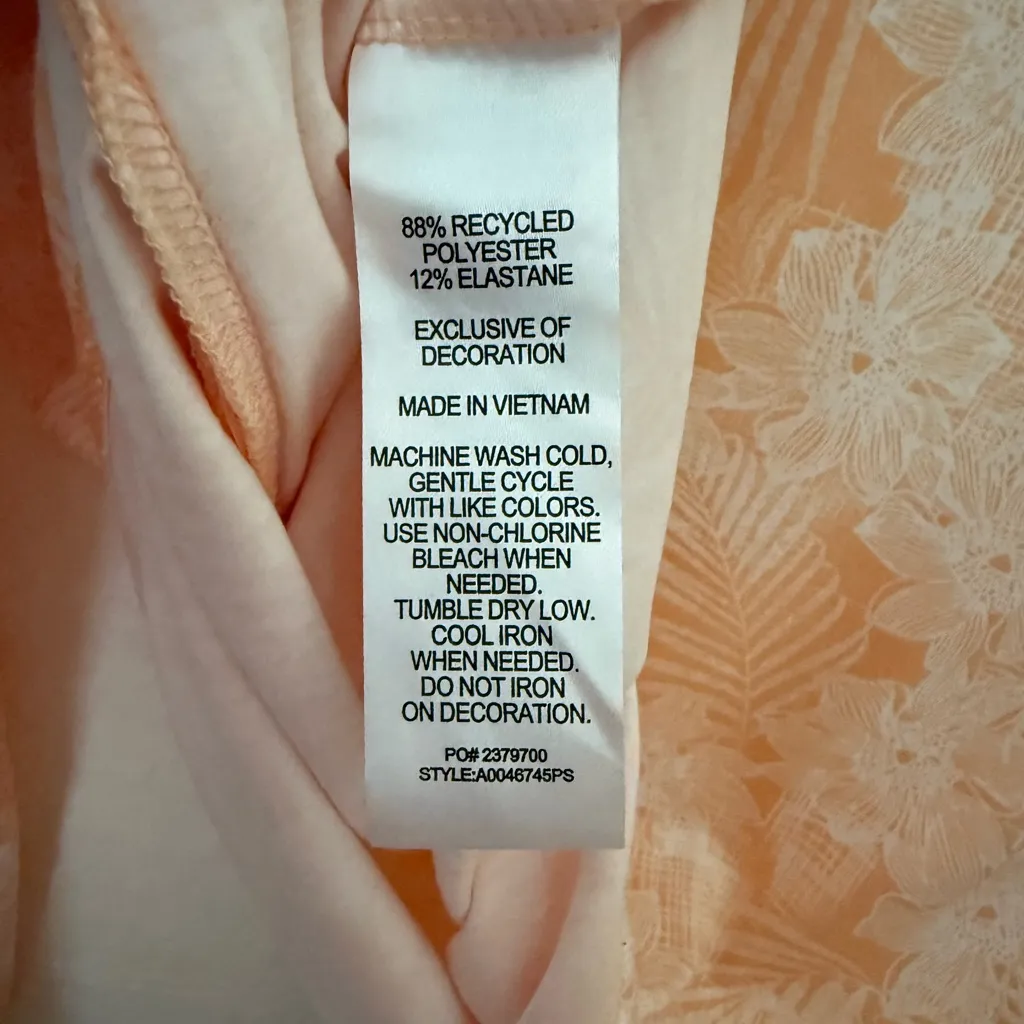 88% RECYCLED
POLYESTER
12% ELASTANE
EXCLUSIVE OF
DECORATION
MADE IN VIETNAM
MACHINE WASH COLD,
GENTLE CYCLE
WITH LIKE COLORS.
USE NON-CHLORINE
BLEACH WHEN
NEEDED.
TUMBLE DRY LOW.
COOL IRON
WHEN NEEDED.
DO NOT IRON
ON DECORATION.
PO# 2379700
STYLE:A0046745PS